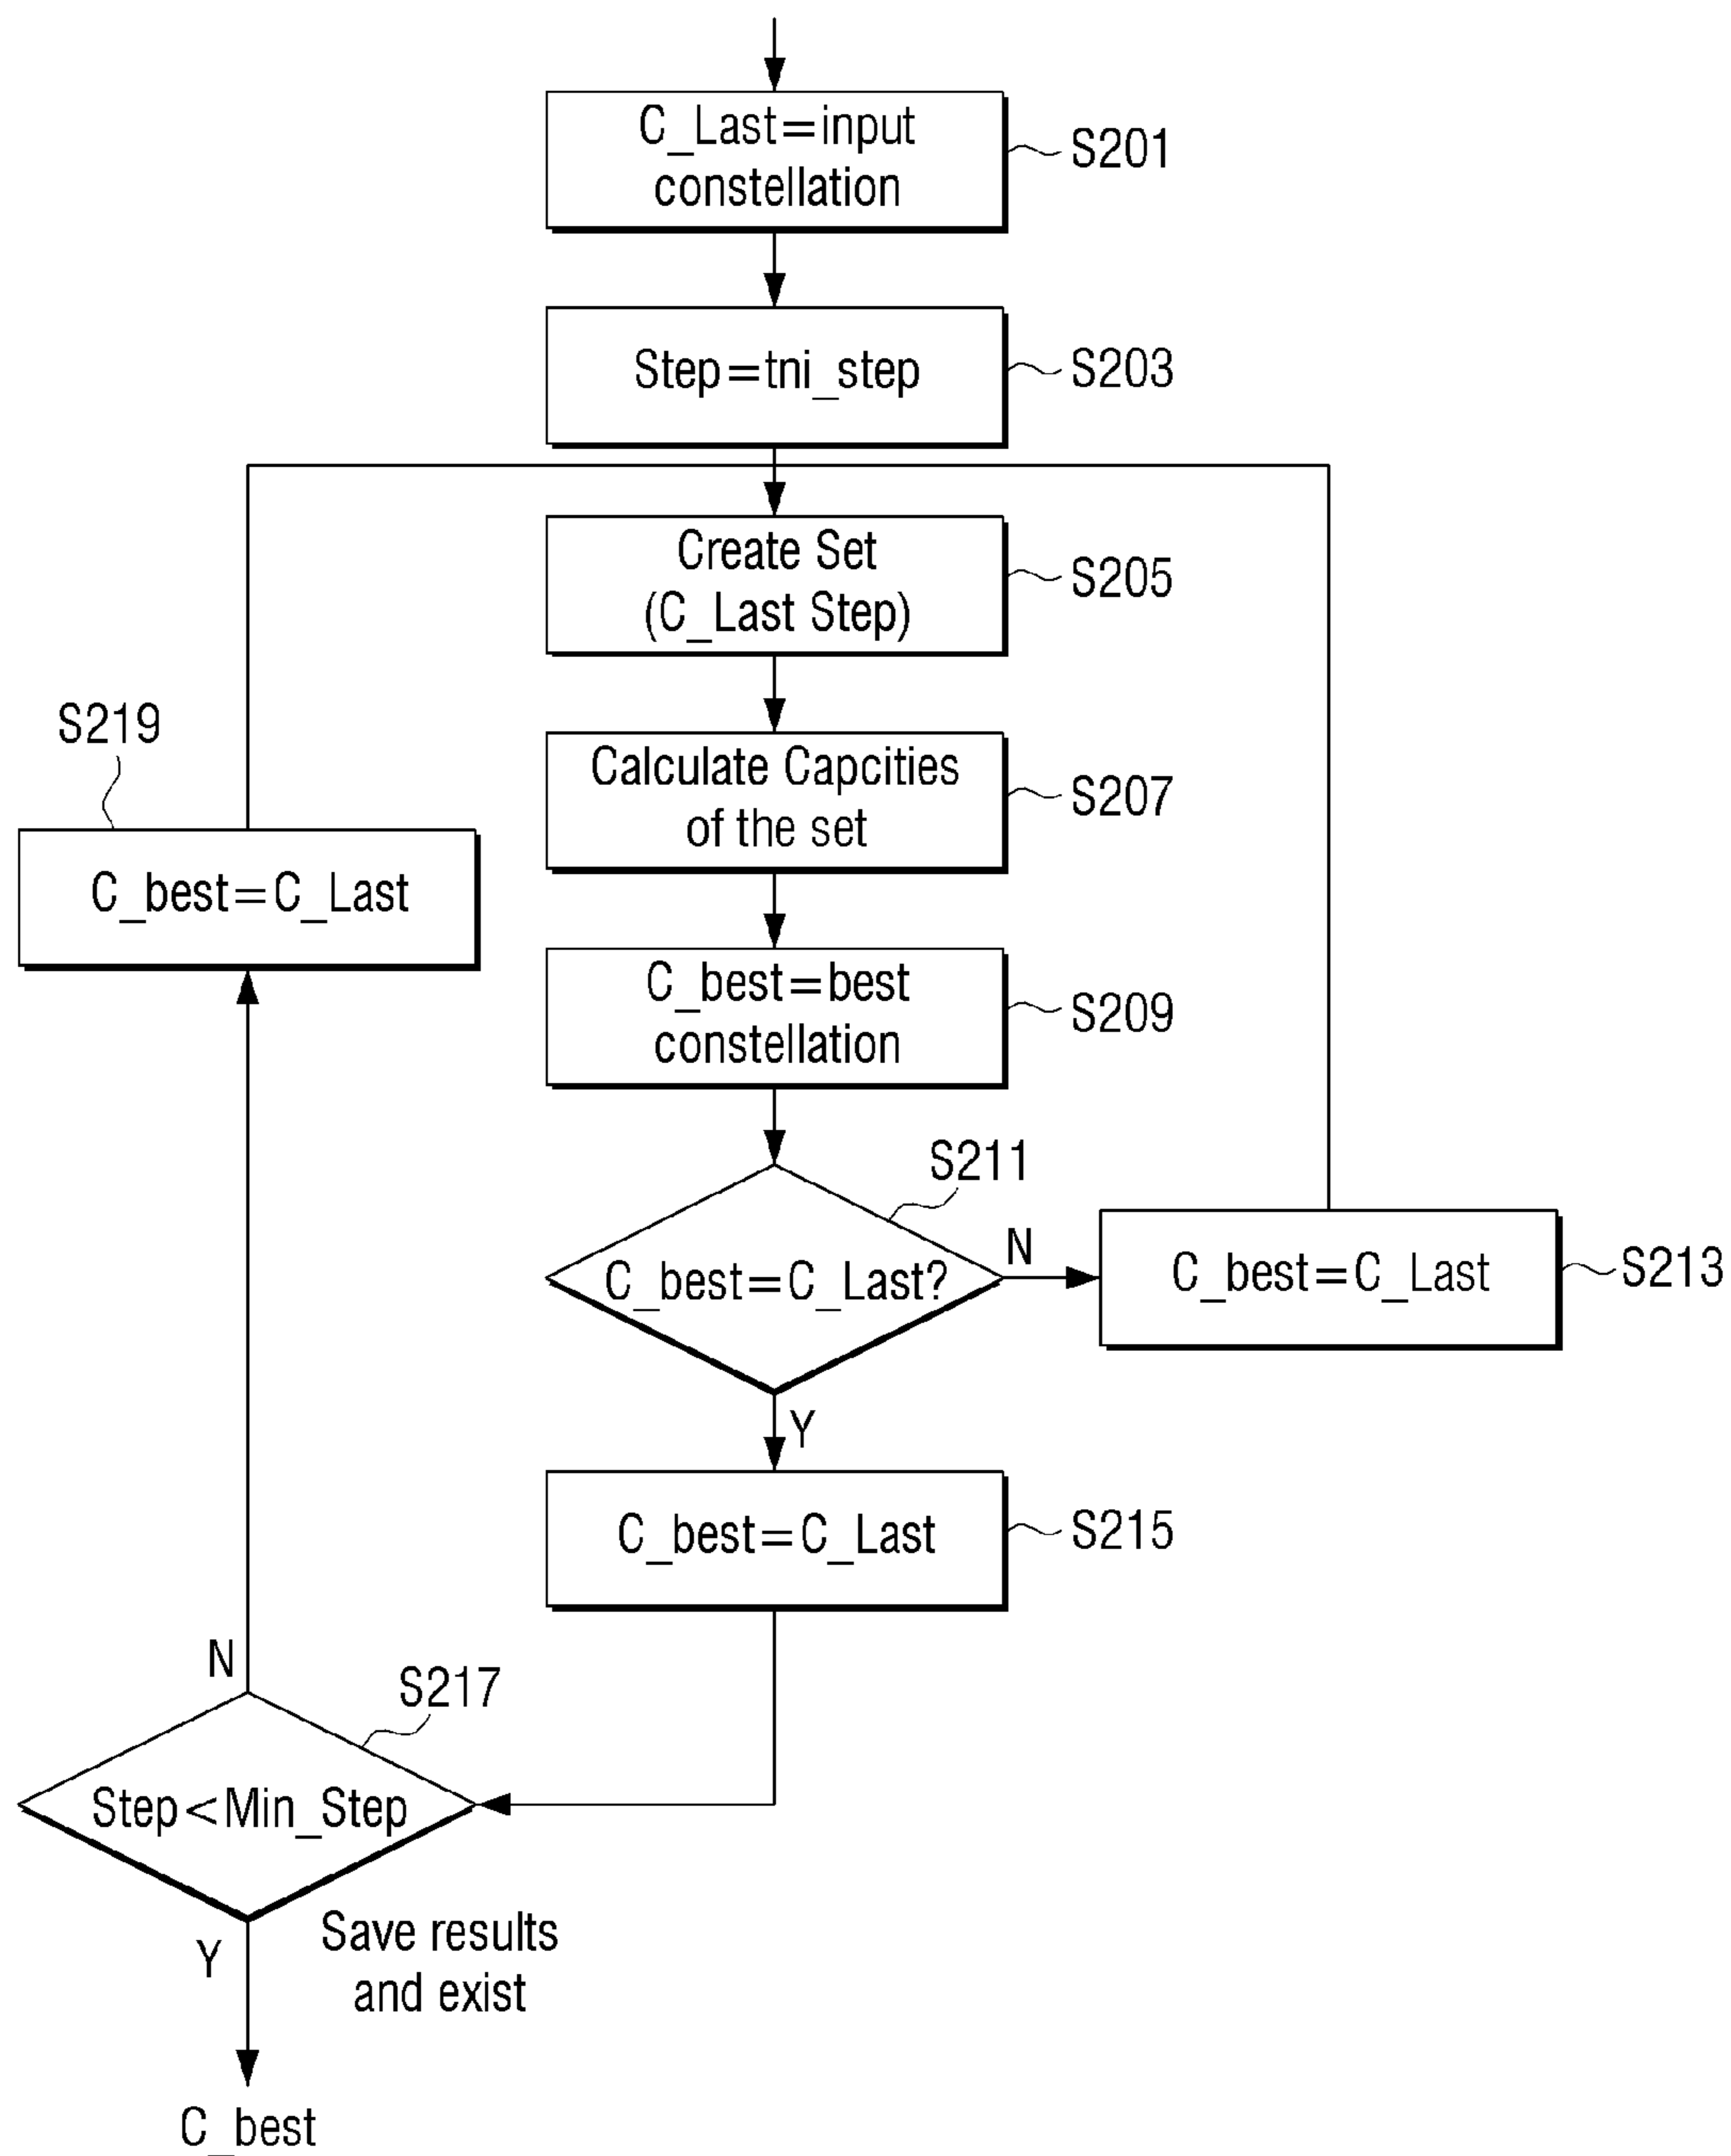 C_Last=input
constellation
S201
Step=tni_step
S203
Create Set
(C_Last Step)
S205
S219
Calculate Capcities
of the set
S207
C_best=C_Last
C_best=best
constellation
S209
S211
C_best=C_Last?
N
C_best=C_Last
S213
Y
C_best=C_Last
S215
N
S217
Step<Min_Step
Y
Save results
and exist
C_best